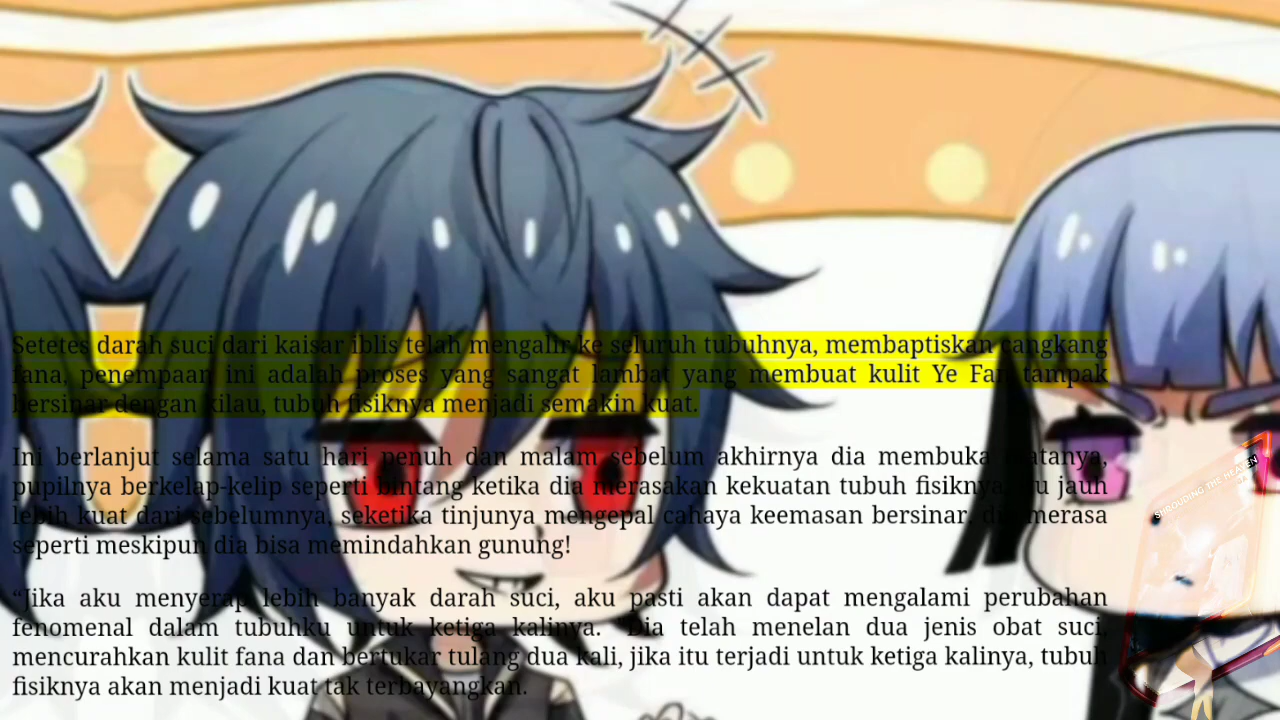 Setetes darah suci dari kaisar iblis telah mengalir ke seluruh tubuhnya, membaptiskan cangkang
fana, penempaan ini adalah proses yang sangat lambat yang membuat kulit Ye Fan tampak
bersinar dengan kilau, tubuh fisiknya menjadi semakin kuat.
Ini berlanjut selama satu hari penuh dan malam sebelum akhirnya dia membuka matanya,
pupilnya berkelap-kelip seperti bintang ketika dia merasakan kekuatan tubuh fisiknya, itu jauh
lebih kuat dari sebelumnya, seketika tinjunya mengepal cahaya keemasan bersinar, dia merasa
seperti meskipun dia bisa memindahkan gunung!
“Jika aku menyerap lebih banyak darah suci, aku pasti akan dapat mengalami perubahan
fenomenal dalam tubuhku untuk ketiga kalinya. “Dia telah menelan dua jenis obat suci,
mencurahkan kulit fana dan bertukar tulang dua kali, jika itu terjadi untuk ketiga kalinya, tubuh
fisiknya akan menjadi kuat tak terbayangkan.
SHROUDING THE HEAVEN